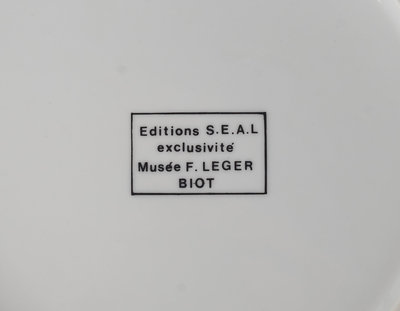 Editions S.E.A.L
exclusivité
Musée F. LEGER
BIOT